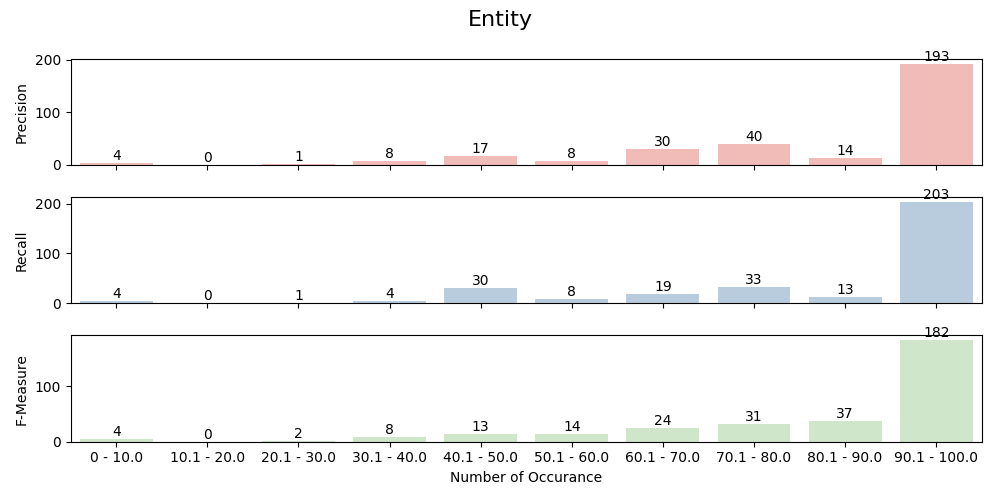 Entity
Precision
200
100
0
4 0 1 8 17 8 30 40 14 193
Recall
200
100
0
4 0 1 4 30 8 19 33 13 203
F-Measure
100
0
4 0 2 8 13 14 24 31 37 182
0 - 10.0 10.1 - 20.0 20.1 - 30.0 30.1 - 40.0 40.1 - 50.0 50.1 - 60.0 60.1 - 70.0 70.1 - 80.0 80.1 - 90.0 90.1 - 100.0
Number of Occurance